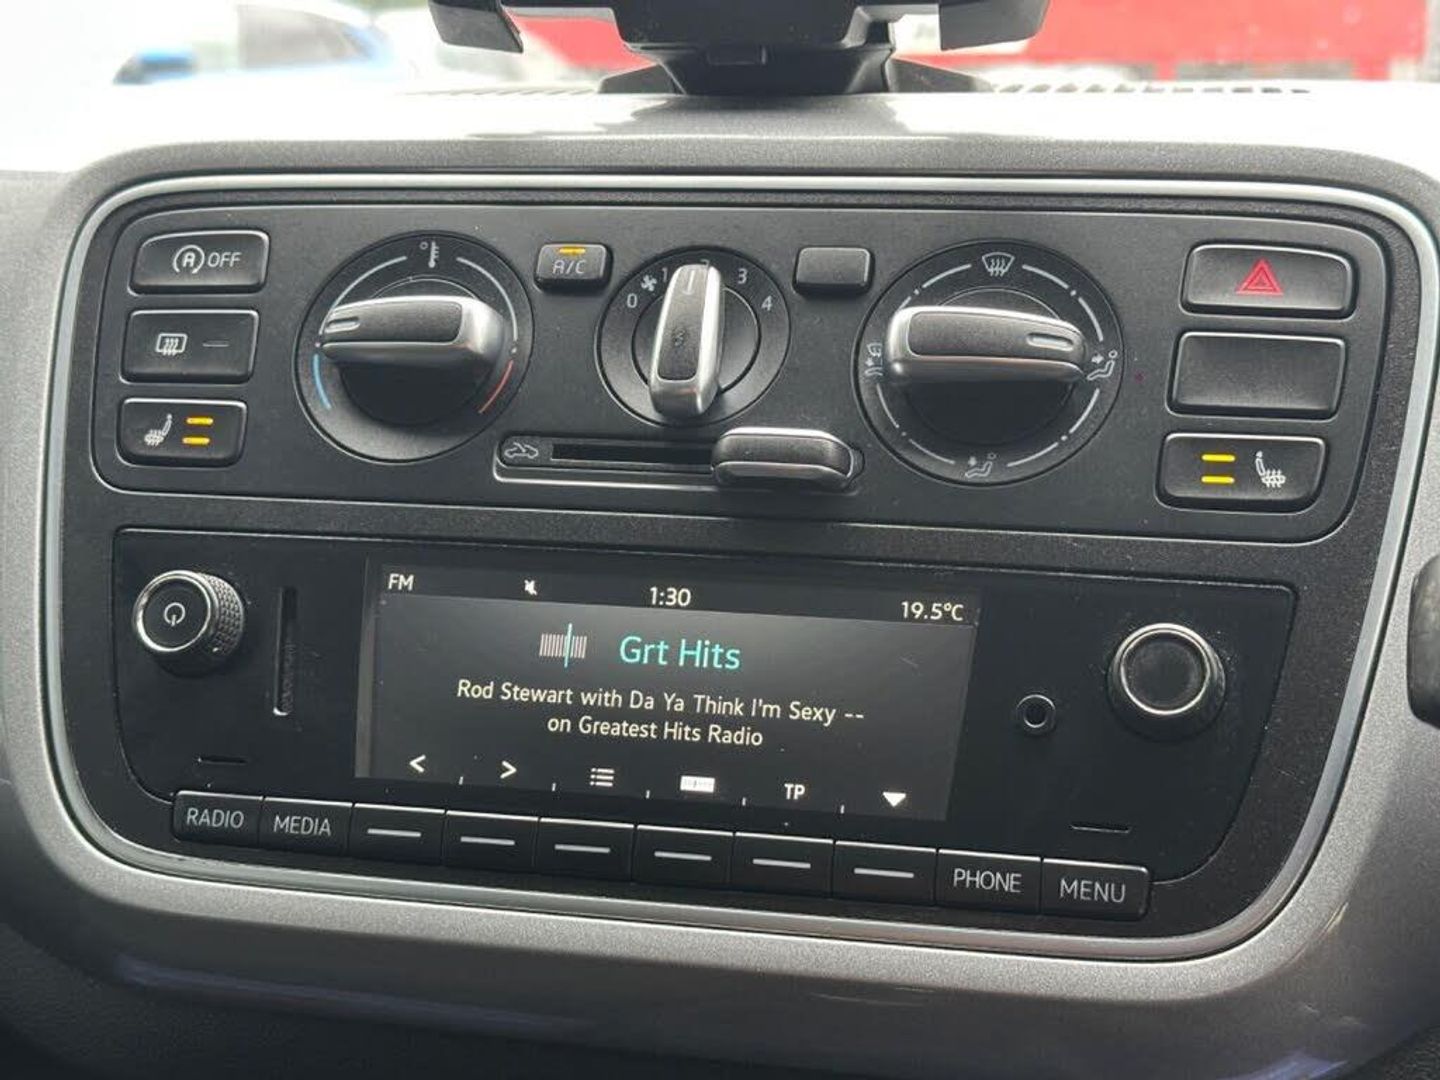 A OFF
A/C
0 1 2 3 4
FM 1:30 19.5°C
Grt Hits
Rod Stewart with Da Ya Think I'm Sexy --
on Greatest Hits Radio
< > TP
RADIO MEDIA PHONE MENU